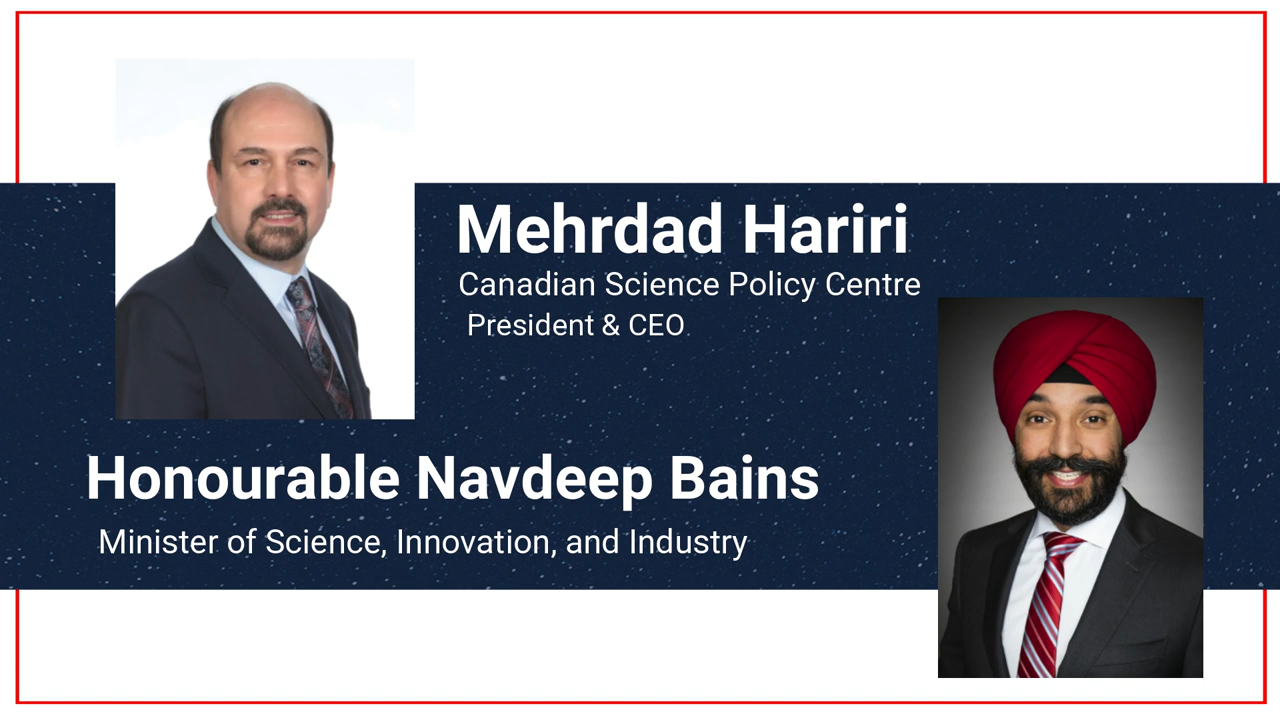 Mehrdad Hariri
Canadian Science Policy Centre
President & CEO
Honourable Navdeep Bains
Minister of Science, Innovation, and Industry